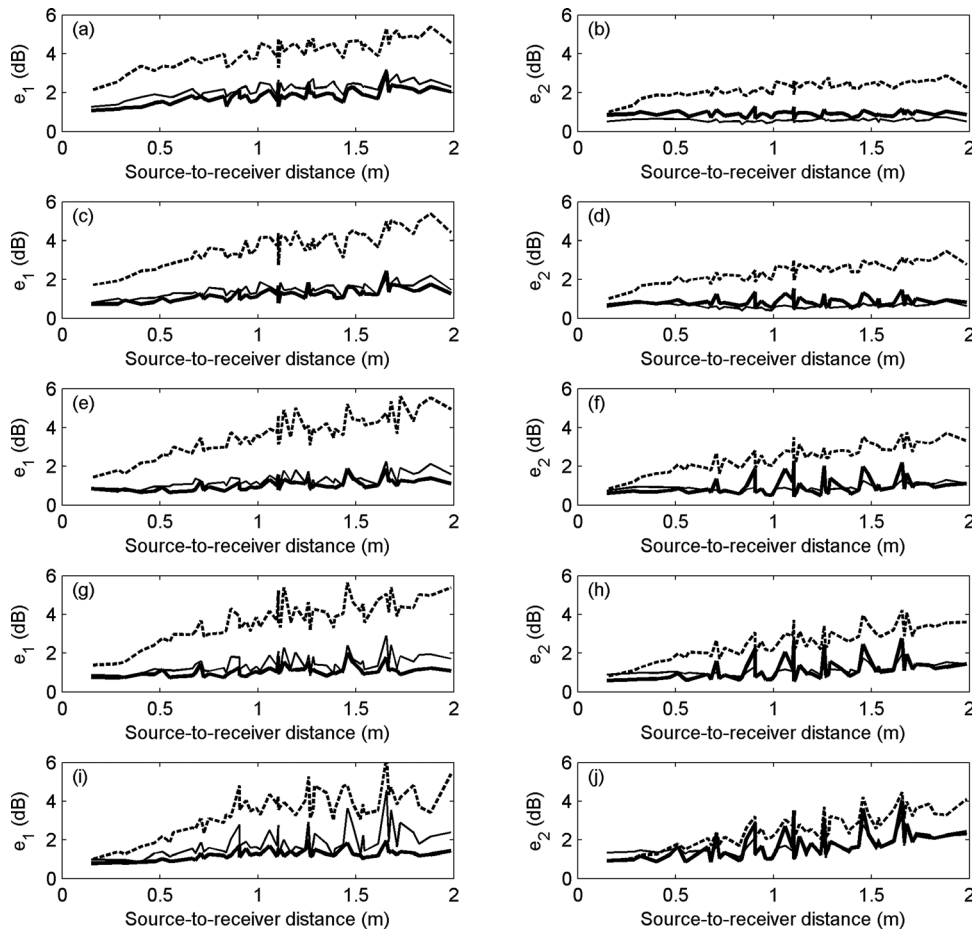 (a)
e1 (dB)
6
4
2
0
0 0.5 1 1.5 2
Source-to-receiver distance (m)
(b)
e2 (dB)
6
4
2
0
0 0.5 1 1.5 2
Source-to-receiver distance (m)
(c)
e1 (dB)
6
4
2
0
0 0.5 1 1.5 2
Source-to-receiver distance (m)
(d)
e2 (dB)
6
4
2
0
0 0.5 1 1.5 2
Source-to-receiver distance (m)
(e)
e1 (dB)
6
4
2
0
0 0.5 1 1.5 2
Source-to-receiver distance (m)
(f)
e2 (dB)
6
4
2
0
0 0.5 1 1.5 2
Source-to-receiver distance (m)
(g)
e1 (dB)
6
4
2
0
0 0.5 1 1.5 2
Source-to-receiver distance (m)
(h)
e2 (dB)
6
4
2
0
0 0.5 1 1.5 2
Source-to-receiver distance (m)
(i)
e1 (dB)
6
4
2
0
0 0.5 1 1.5 2
Source-to-receiver distance (m)
(j)
e2 (dB)
6
4
2
0
0 0.5 1 1.5 2
Source-to-receiver distance (m)